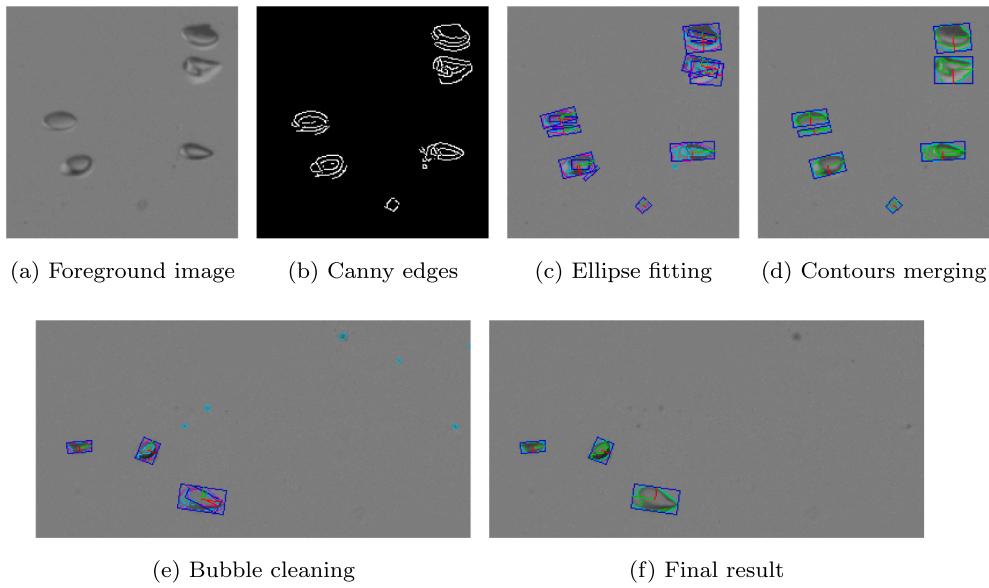 (a) Foreground image
(b) Canny edges
(c) Ellipse fitting
(d) Contours merging
(e) Bubble cleaning
(f) Final result